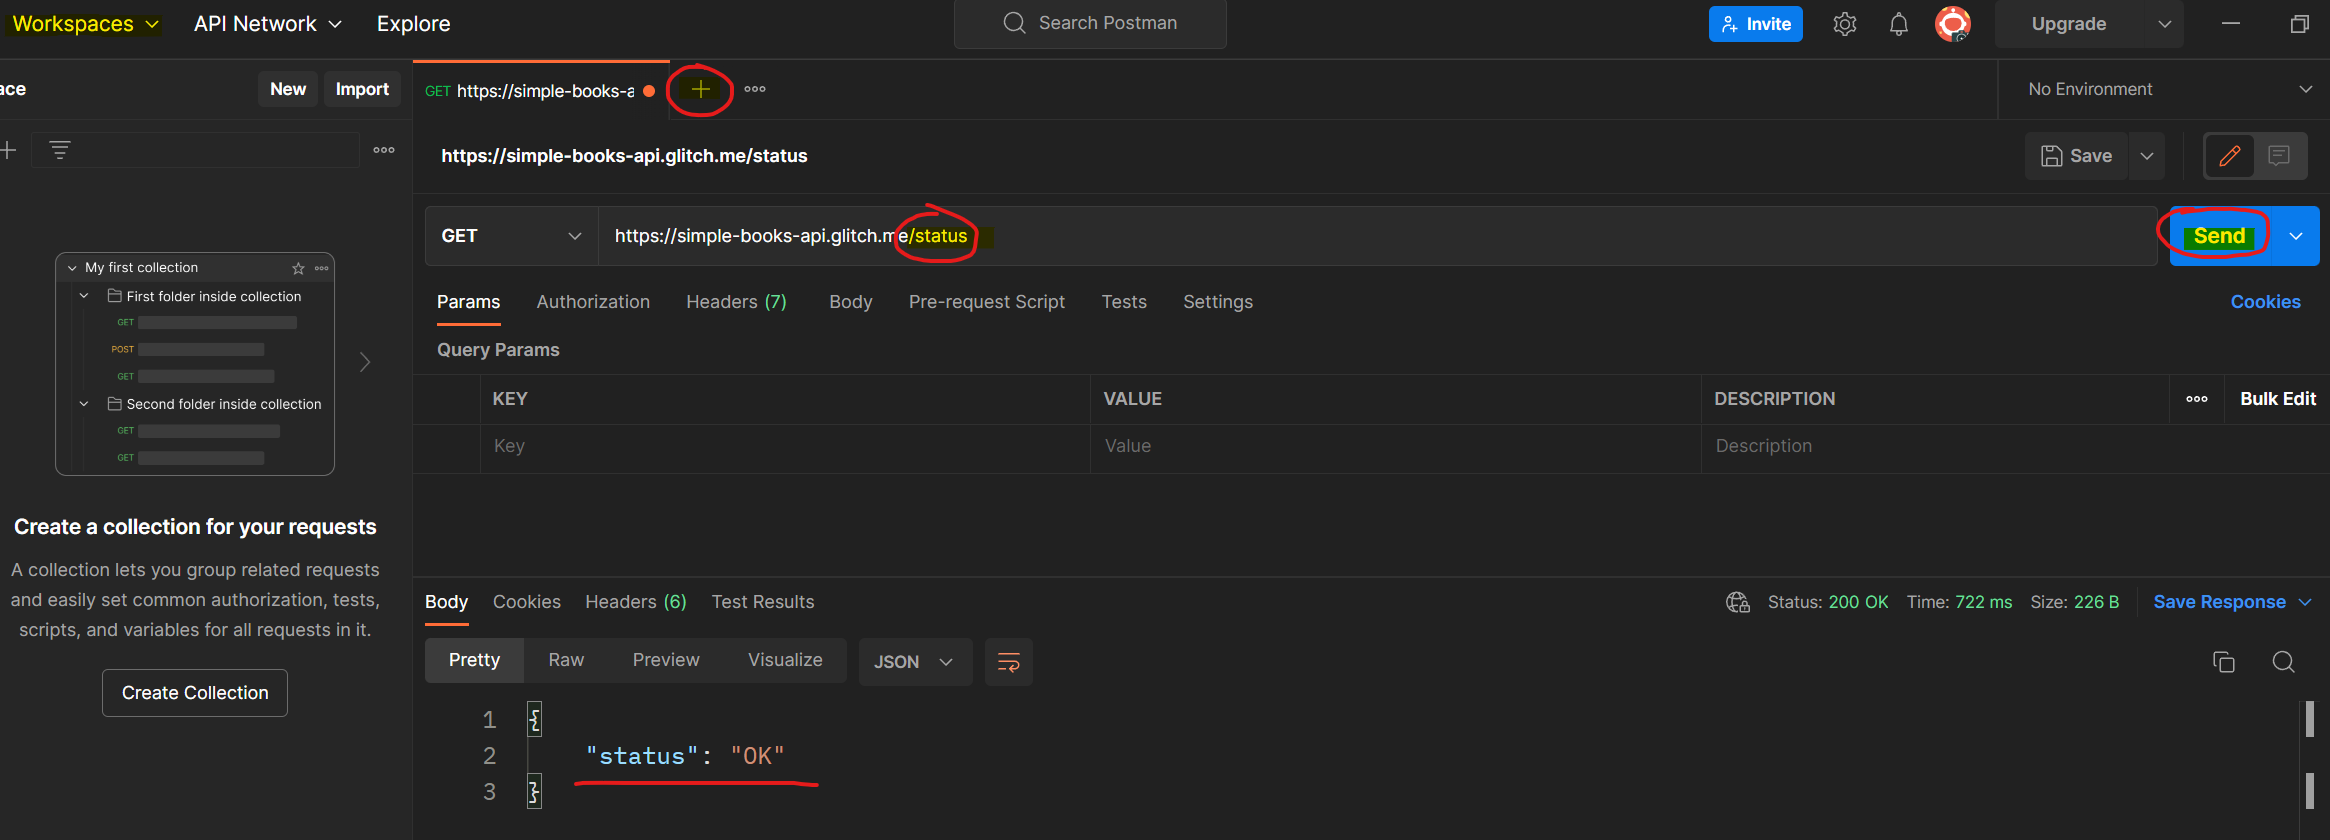 Workspaces API Network Explore Search Postman Invite Upgrade
ace New Import
GET https://simple-books-a No Environment
https://simple-books-api.glitch.me/status Save
GET https://simple-books-api.glitch.me/status Send
Params Authorization Headers (7) Body Pre-request Script Tests Settings Cookies
Query Params
KEY VALUE DESCRIPTION Bulk Edit
Key Value Description
My first collection
First folder inside collection
GET
POST
GET
Second folder inside collection
GET
GET
Create a collection for your requests
A collection lets you group related requests
and easily set common authorization, tests,
scripts, and variables for all requests in it.
Create Collection
Body Cookies Headers (6) Test Results Status: 200 OK Time: 722 ms Size: 226 B Save Response
Pretty Raw Preview Visualize JSON
1 {
2 "status": "OK"
3 }